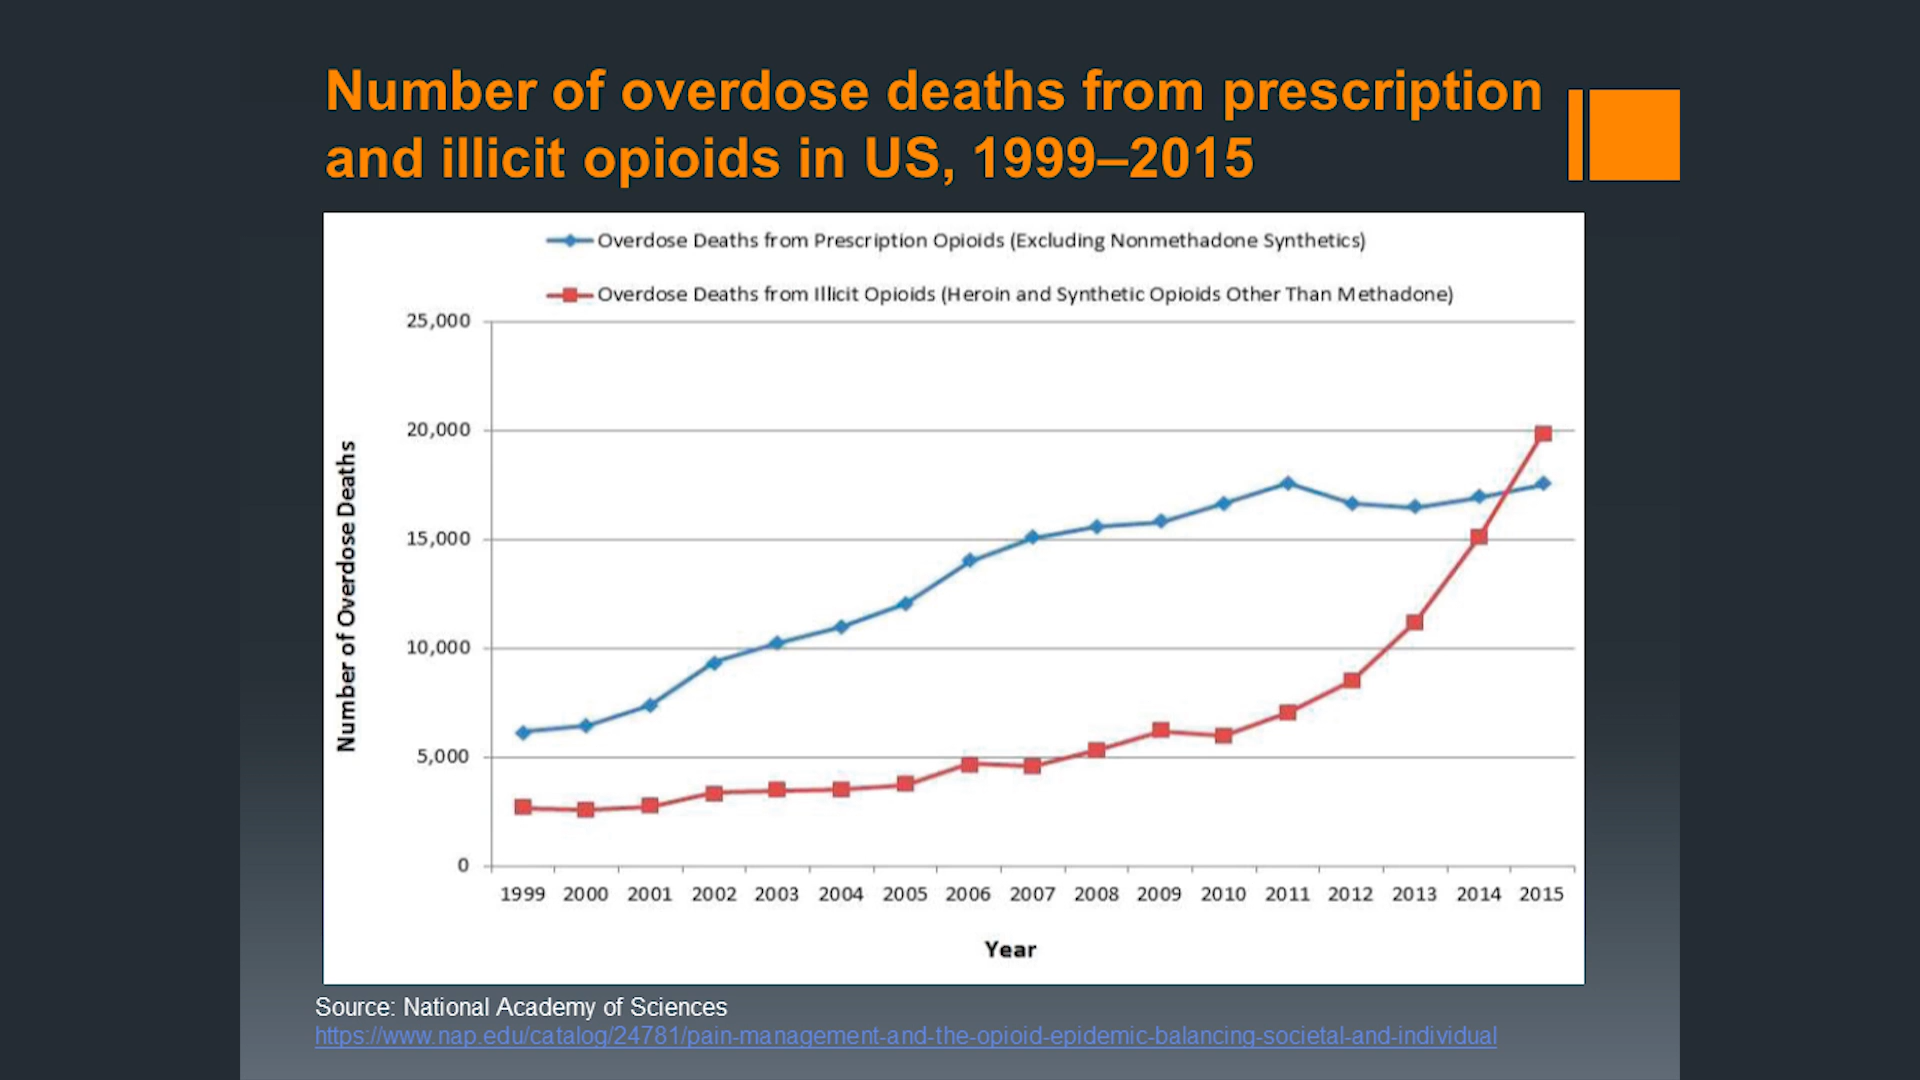 Number of overdose deaths from prescription
and illicit opioids in US, 1999–2015
Overdose Deaths from Prescription Opioids (Excluding Nonmethadone Synthetics)
Overdose Deaths from Illicit Opioids (Heroin and Synthetic Opioids Other Than Methadone)
25,000
20,000
15,000
10,000
5,000
0
Number of Overdose Deaths
1999 2000 2001 2002 2003 2004 2005 2006 2007 2008 2009 2010 2011 2012 2013 2014 2015
Year
Source: National Academy of Sciences
https://www.nap.edu/catalog/24781/pain-management-and-the-opioid-epidemic-balancing-societal-and-individual